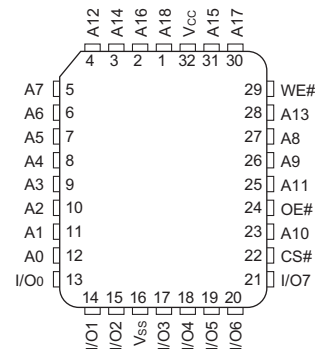 A12 A14 A16 A18 Vcc A15 A17
4 3 2 1 32 31 30
A7 5 29 WE#
A6 6 28 A13
A5 7 27 A8
A4 8 26 A9
A3 9 25 A11
A2 10 24 OE#
A1 11 23 A10
A0 12 22 CS#
I/O0 13 21 I/O7
14 15 16 17 18 19 20
I/O1 I/O2 Vss I/O3 I/O4 I/O5 I/O6